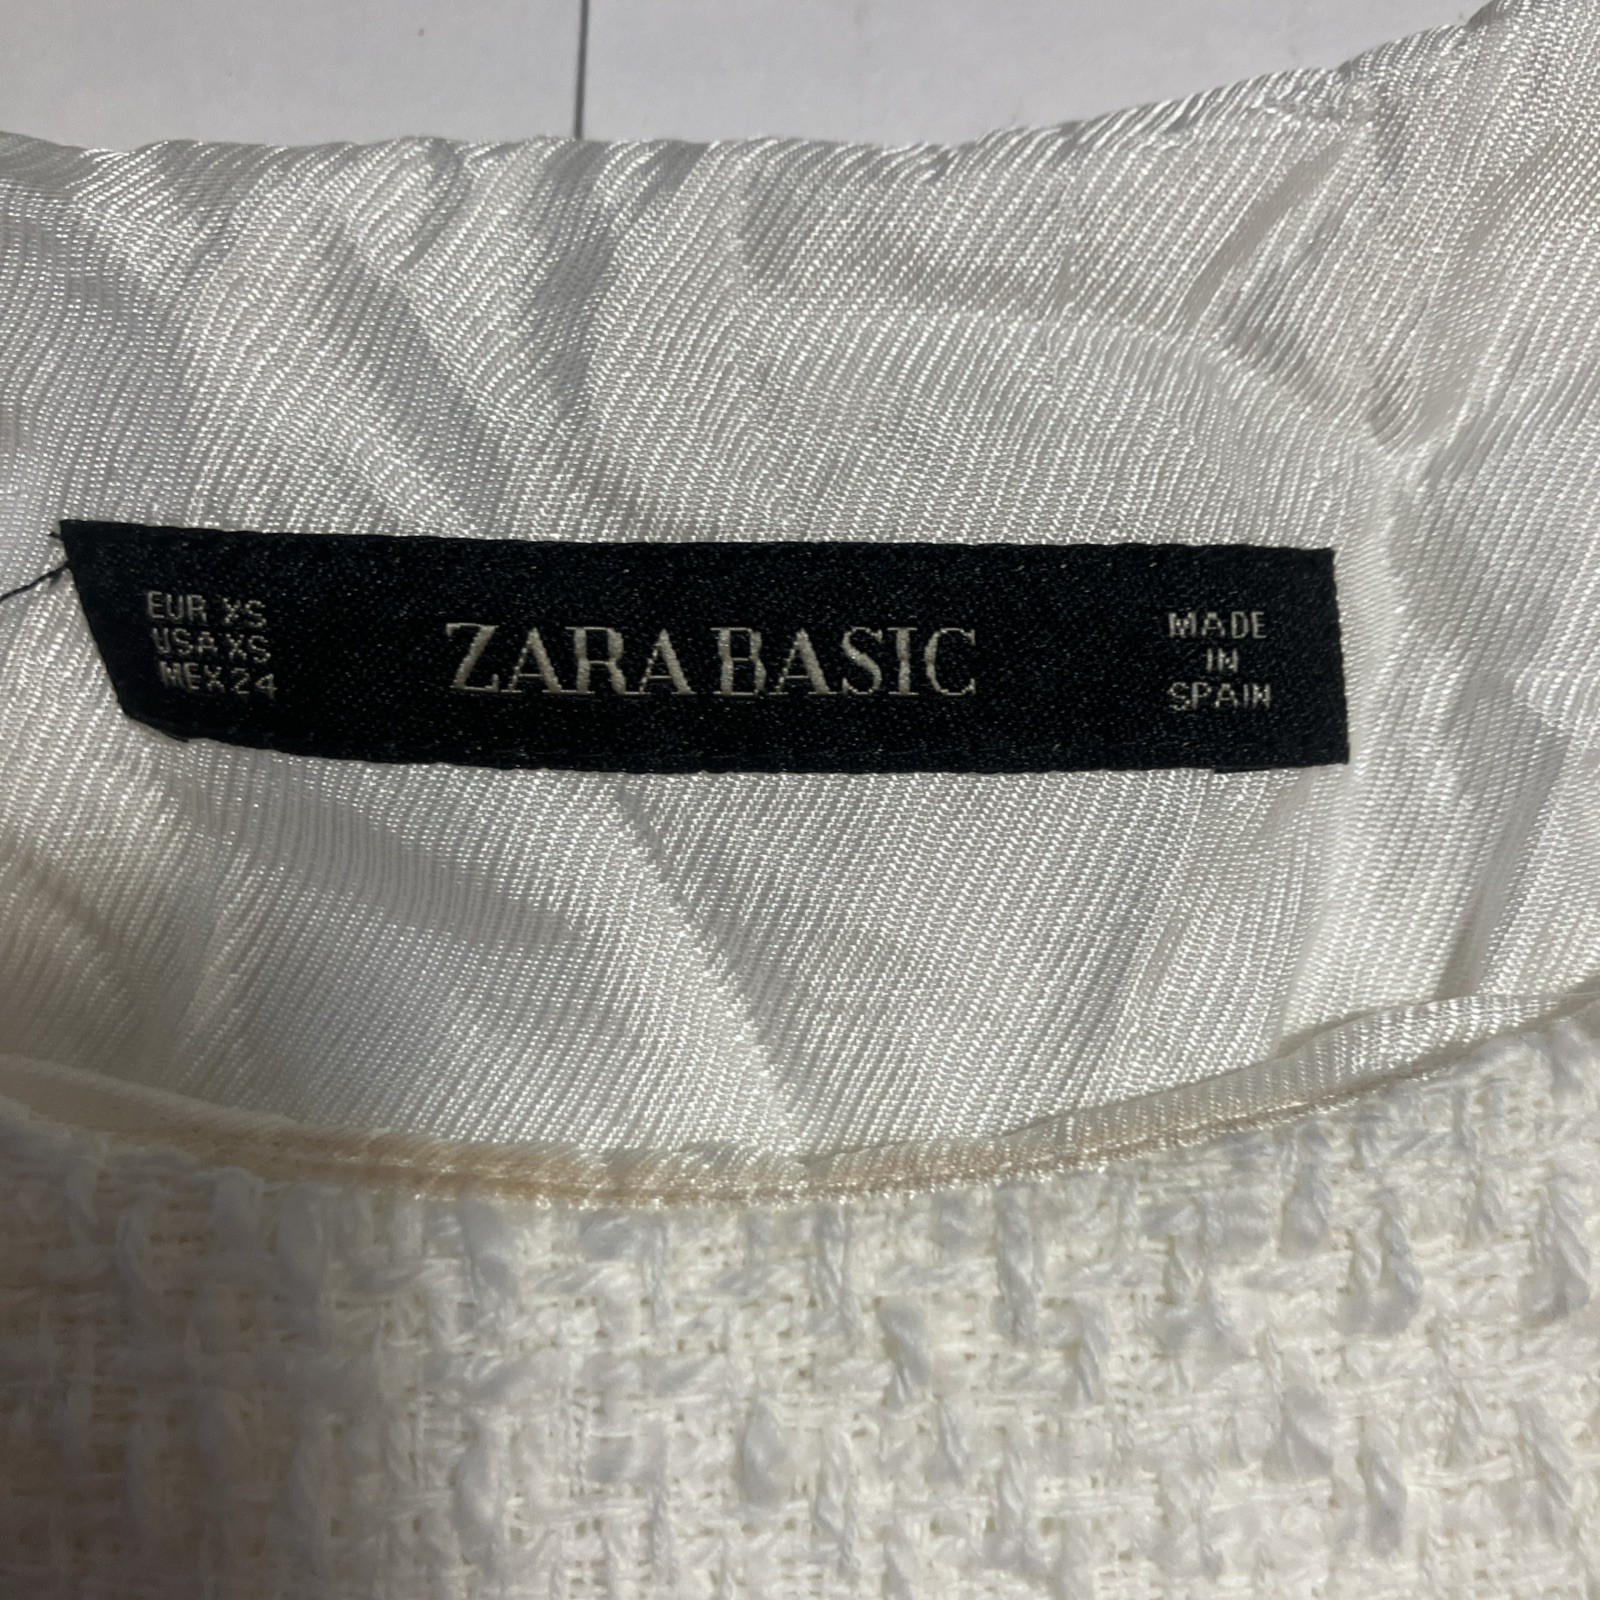 EUR XS
USA XS
MEX 24
ZARA BASIC
MADE
IN
SPAIN